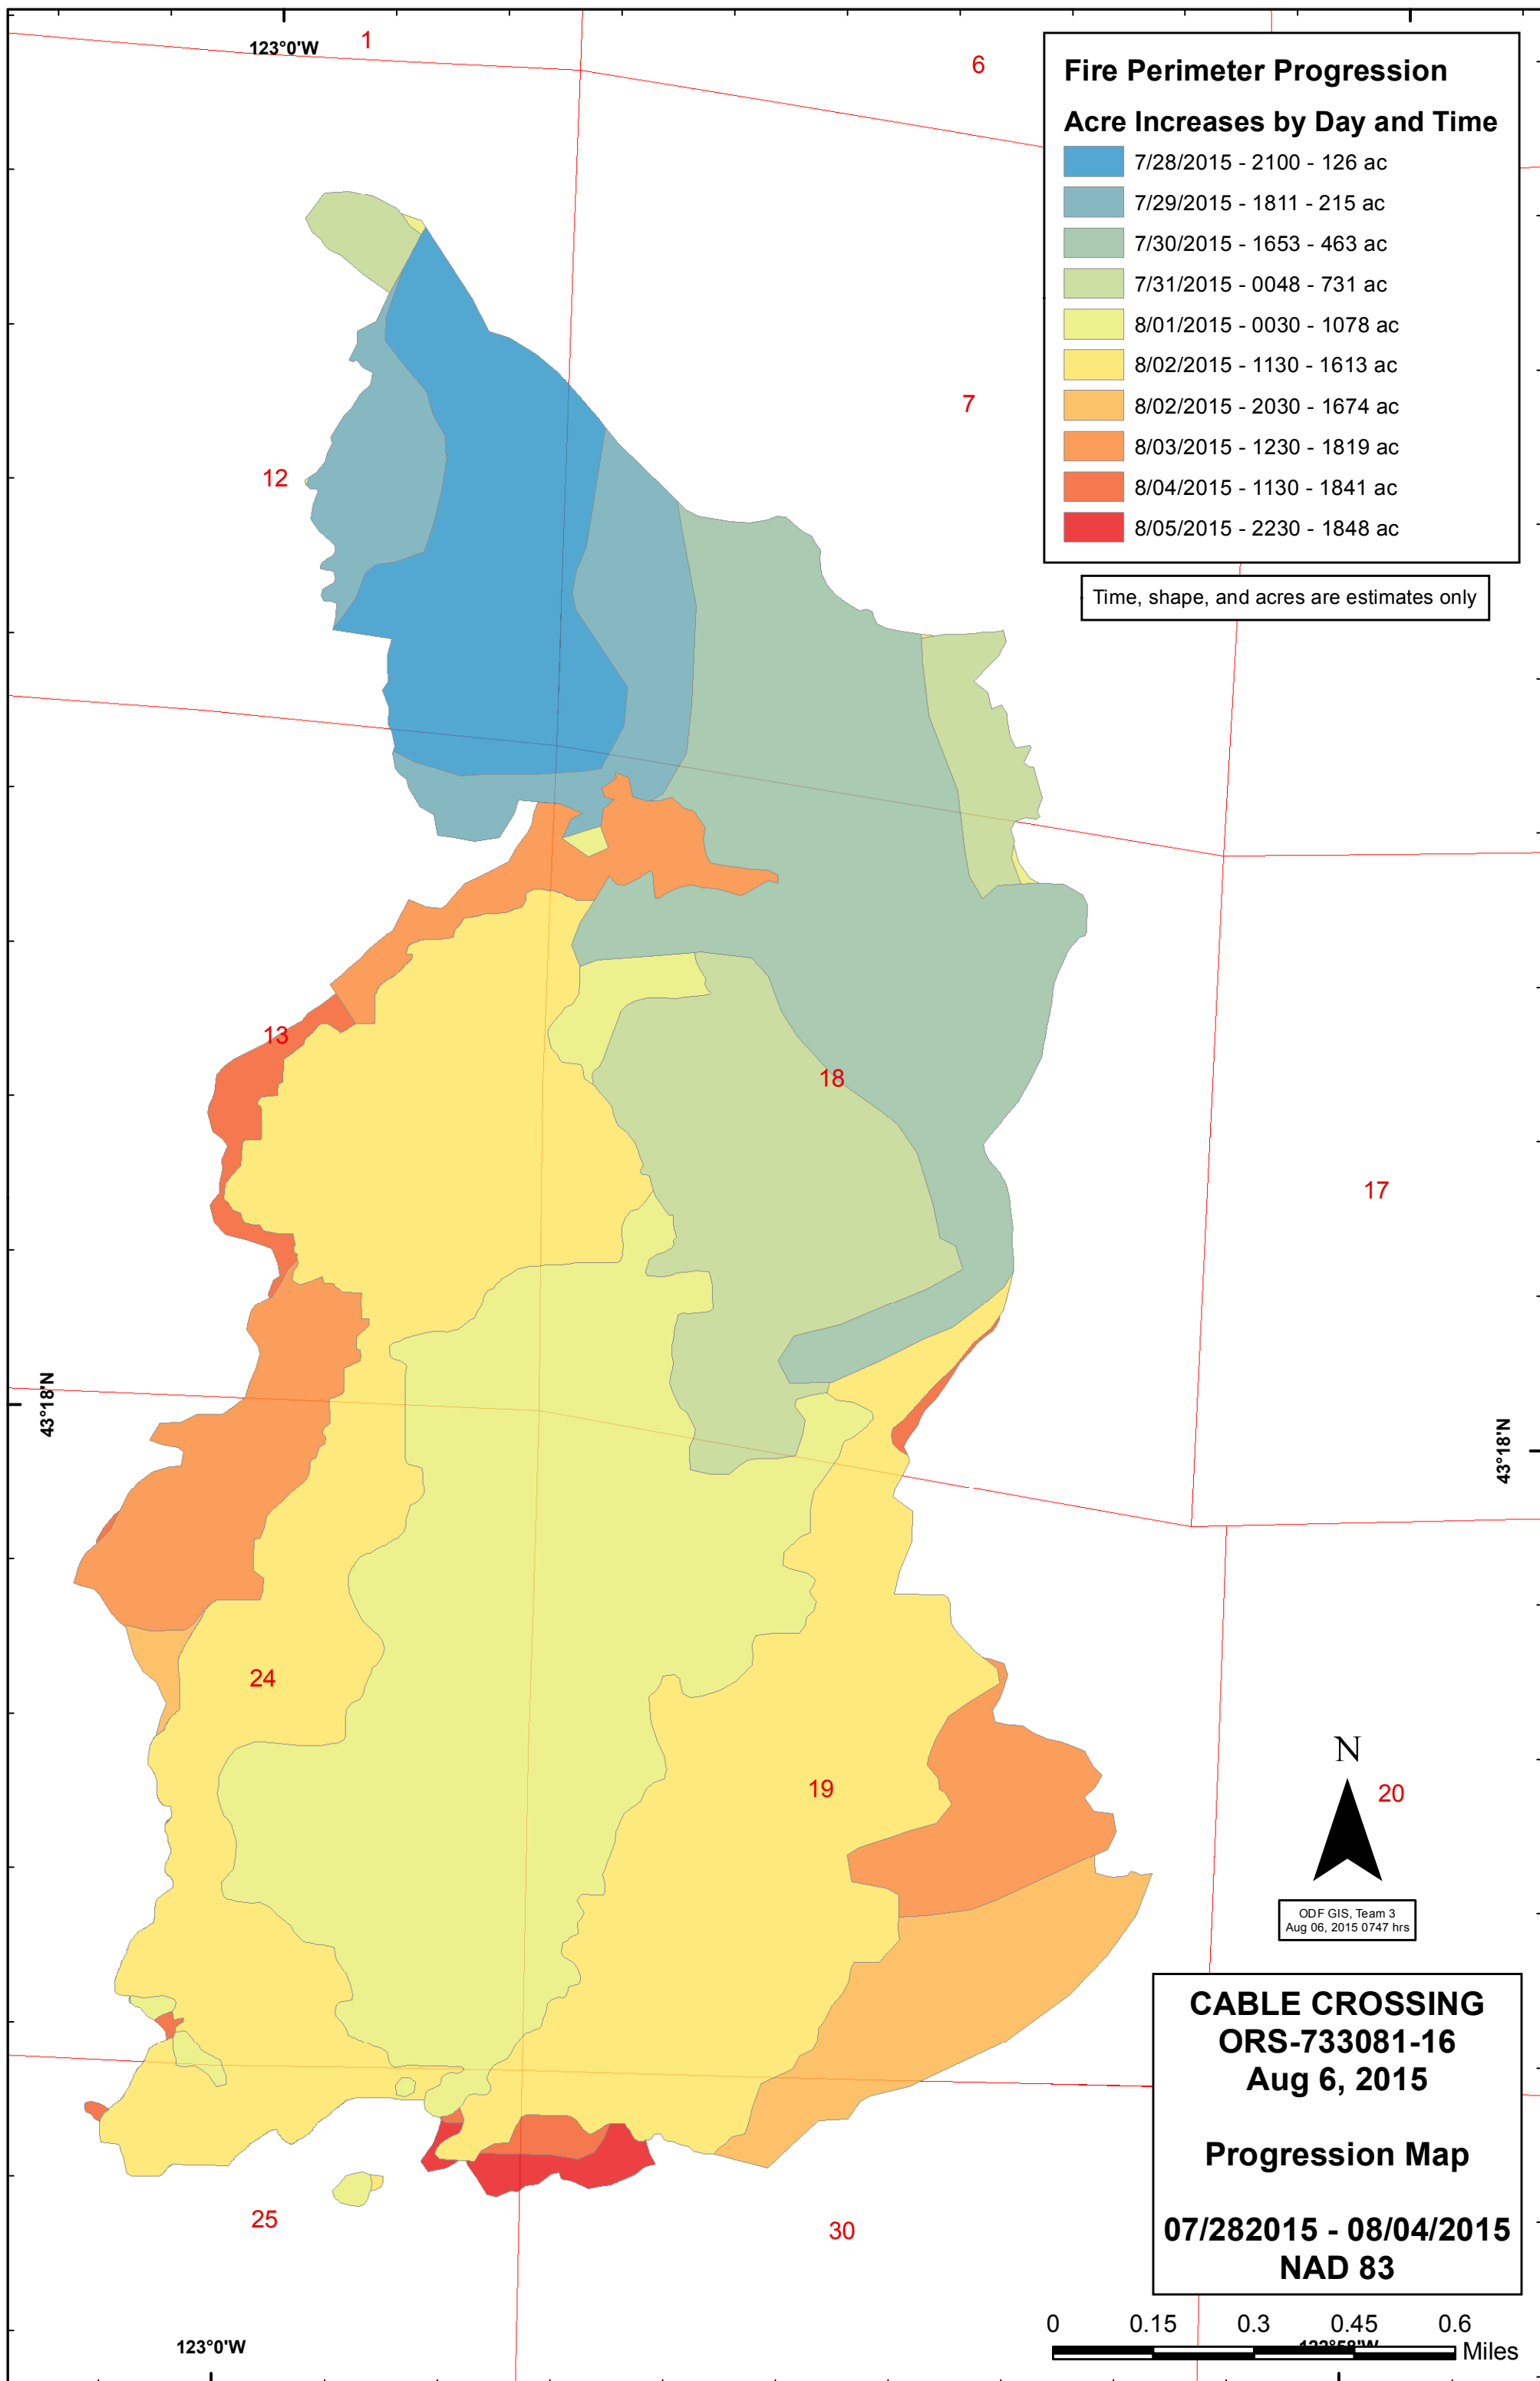 123°0'W
1
6
Fire Perimeter Progression
Acre Increases by Day and Time
7/28/2015 - 2100 - 126 ac
7/29/2015 - 1811 - 215 ac
7/30/2015 - 1653 - 463 ac
7/31/2015 - 0048 - 731 ac
8/01/2015 - 0030 - 1078 ac
8/02/2015 - 1130 - 1613 ac
8/02/2015 - 2030 - 1674 ac
8/03/2015 - 1230 - 1819 ac
8/04/2015 - 1130 - 1841 ac
8/05/2015 - 2230 - 1848 ac
Time, shape, and acres are estimates only
7
12
13
18
17
43°18'N
43°18'N
24
19
20
N
ODF GIS, Team 3
Aug 06, 2015 0747 hrs
CABLE CROSSING
ORS-733081-16
Aug 6, 2015
Progression Map
07/282015 - 08/04/2015
NAD 83
25
30
0 0.15 0.3 0.45 0.6
Miles
123°0'W
122°58'W